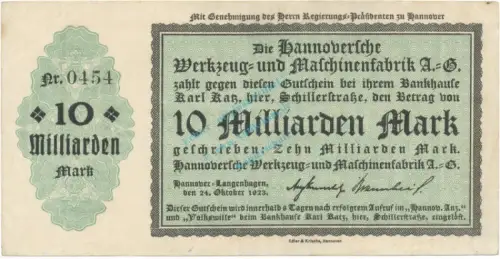 Mit Genehmigung des Herrn Regierungs-Präsidenten zu Hannover
Die Hannoversche
Werkzeug- und Maschinenfabrik A.-G.
zahlt gegen diesen Gutschein bei ihrem Bankhause
Karl Katz, hier, Schillerstraße, den Betrag von
10 Milliarden Mark
geschrieben: Zehn Milliarden Mark.
Hannoversche Werkzeug- und Maschinenfabrik A.-G.
Hannover-Langenhagen,
den 24. Oktober 1923.
Dieser Gutschein wird innerhalb 8 Tagen nach erfolgtem Aufruf im „Hannov. Anz.“
und „Volkswille“ beim Bankhause Karl Katz, hier, Schillerstraße, eingelöst.
Nr. 0454
10
Milliarden
Mark